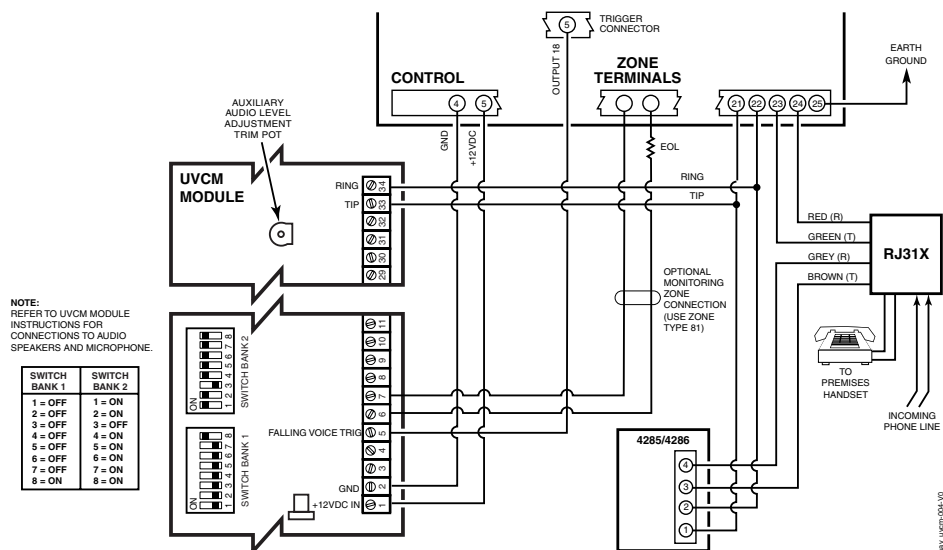 TRIGGER
CONNECTOR
5
OUTPUT 18
EARTH
GROUND
CONTROL
ZONE
TERMINALS
4
5
21
22
23
24
25
AUXILIARY
AUDIO LEVEL
ADJUSTMENT
TRIM POT
GND
+12VDC
EOL
UVCM
MODULE
RING
34
TIP
33
32
31
30
29
RING
TIP
RED (R)
GREEN (T)
GREY (R)
BROWN (T)
RJ31X
OPTIONAL
MONITORING
ZONE
CONNECTION
(USE ZONE
TYPE 81)
NOTE:
REFER TO UVCM MODULE
INSTRUCTIONS FOR
CONNECTIONS TO AUDIO
SPEAKERS AND MICROPHONE.
SWITCH BANK 1
SWITCH BANK 2
1 = OFF 1 = ON
2 = OFF 2 = ON
3 = OFF 3 = OFF
4 = OFF 4 = ON
5 = OFF 5 = ON
6 = OFF 6 = ON
7 = OFF 7 = ON
8 = ON 8 = ON
ON
1 2 3 4 5 6 7 8
SWITCH BANK 2
ON
1 2 3 4 5 6 7 8
SWITCH BANK 1
11
10
9
8
7
6
FALLING VOICE TRIG
5
4
3
GND
2
+12VDC IN
1
TO
PREMISES
HANDSET
INCOMING
PHONE LINE
4285/4286
4
3
2
1